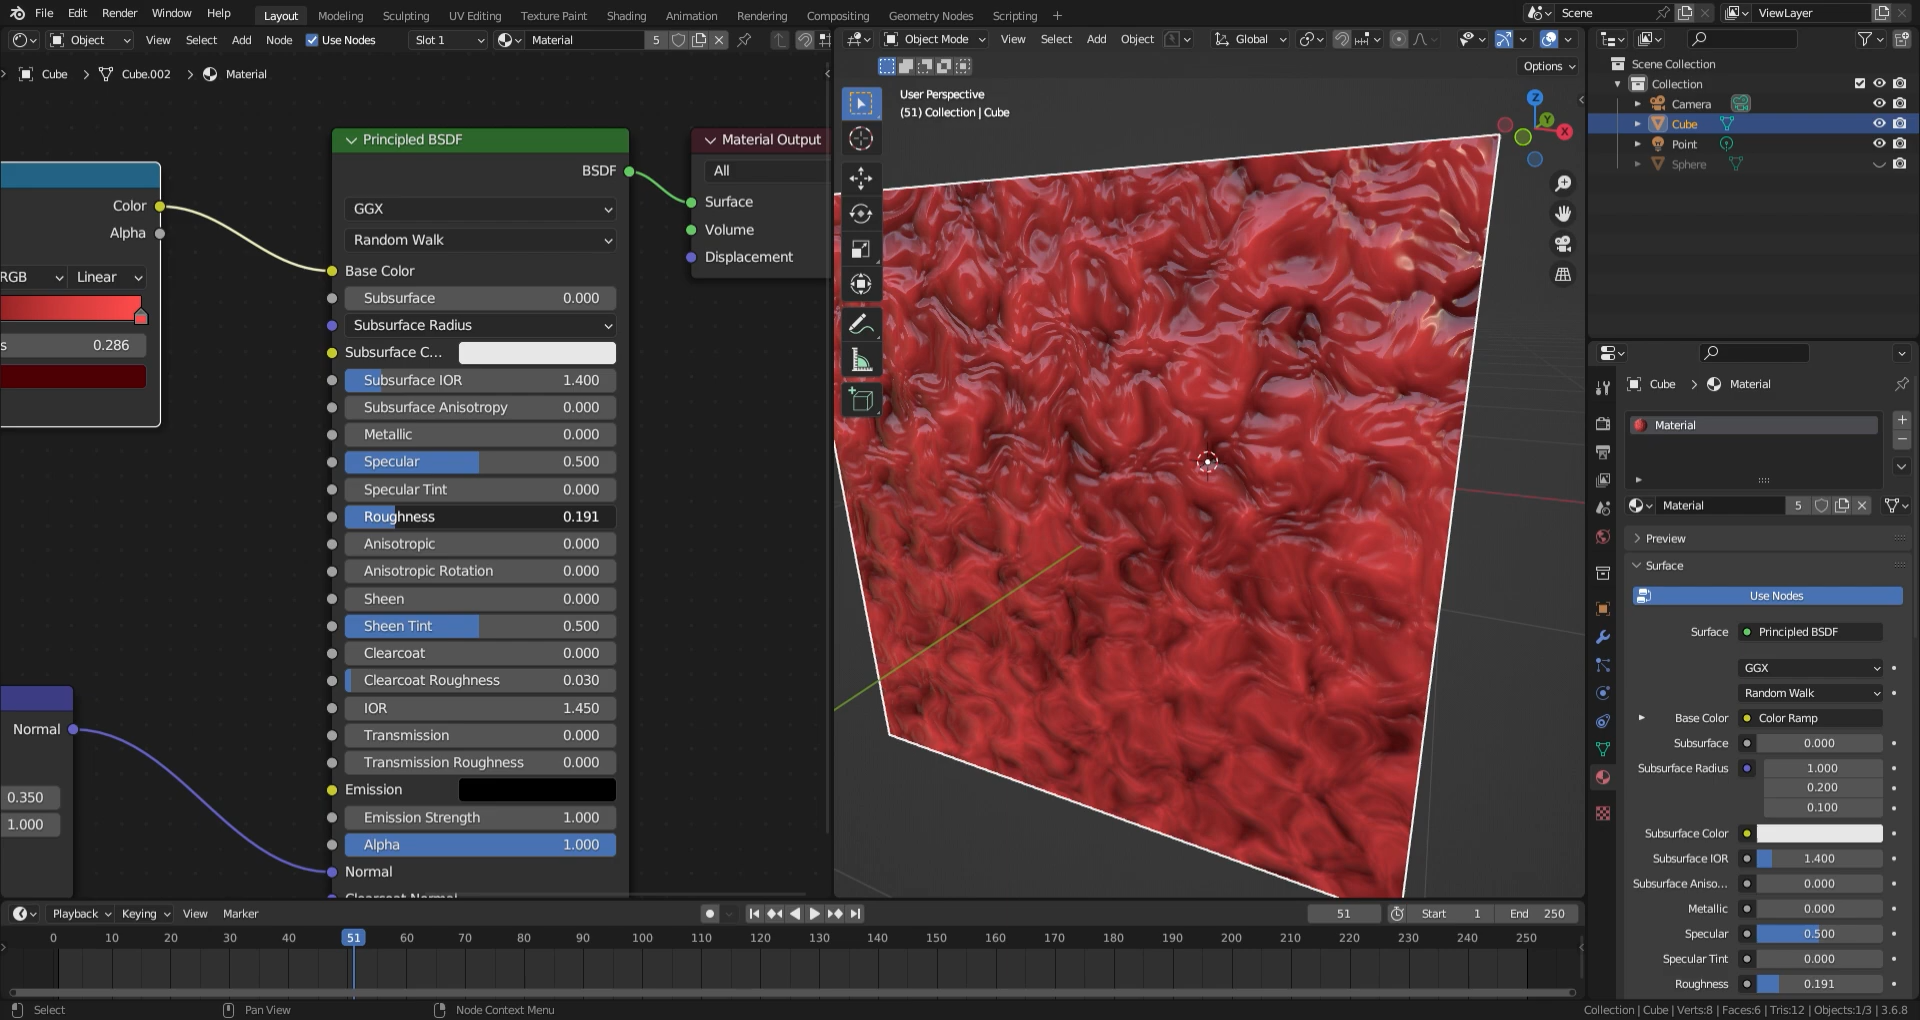 File Edit Render Window Help Layout Modeling Sculpting UV Editing Texture Paint Shading Animation Rendering Compositing Geometry Nodes Scripting Scene ViewLayer
Object View Select Add Node Use Nodes Slot 1 Material 5
Object Mode View Select Add Object Global
Options
Cube Cube.002 Material
Color
Alpha
RGB Linear
s 0.286
Normal
0.350
1.000
Principled BSDF
BSDF
GGX
Random Walk
Base Color
Subsurface 0.000
Subsurface Radius
Subsurface C...
Subsurface IOR 1.400
Subsurface Anisotropy 0.000
Metallic 0.000
Specular 0.500
Specular Tint 0.000
Roughness 0.191
Anisotropic 0.000
Anisotropic Rotation 0.000
Sheen 0.000
Sheen Tint 0.500
Clearcoat 0.000
Clearcoat Roughness 0.030
IOR 1.450
Transmission 0.000
Transmission Roughness 0.000
Emission
Emission Strength 1.000
Alpha 1.000
Normal
Clearcoat Normal
Material Output
All
Surface
Volume
Displacement
User Perspective
(51) Collection | Cube
Z
Y
X
Scene Collection
Collection
Camera
Cube
Point
Sphere
Cube Material
Material
Material 5
Preview
Surface
Use Nodes
Surface Principled BSDF
GGX
Random Walk
Base Color Color Ramp
Subsurface 0.000
Subsurface Radius 1.000
0.200
0.100
Subsurface Color
Subsurface IOR 1.400
Subsurface Aniso... 0.000
Metallic 0.000
Specular 0.500
Specular Tint 0.000
Roughness 0.191
Playback Keying View Marker 51 Start 1 End 250
0 10 20 30 40 51 60 70 80 90 100 110 120 130 140 150 160 170 180 190 200 210 220 230 240 250
Select Pan View Node Context Menu Collection | Cube | Verts:8 | Faces:6 | Tris:12 | Objects:1/3 | 3.6.8